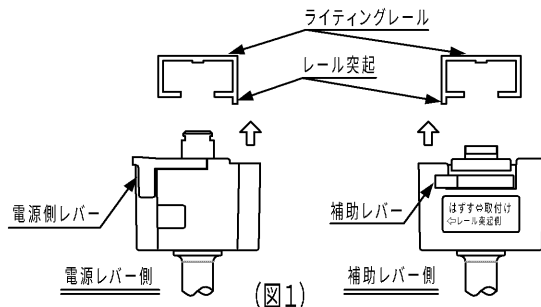 ライティングレール
レール突起
電源側レバー
補助レバー
はずす⇔取付け
⇦レール突起側
電源レバー側
補助レバー側
(図1)